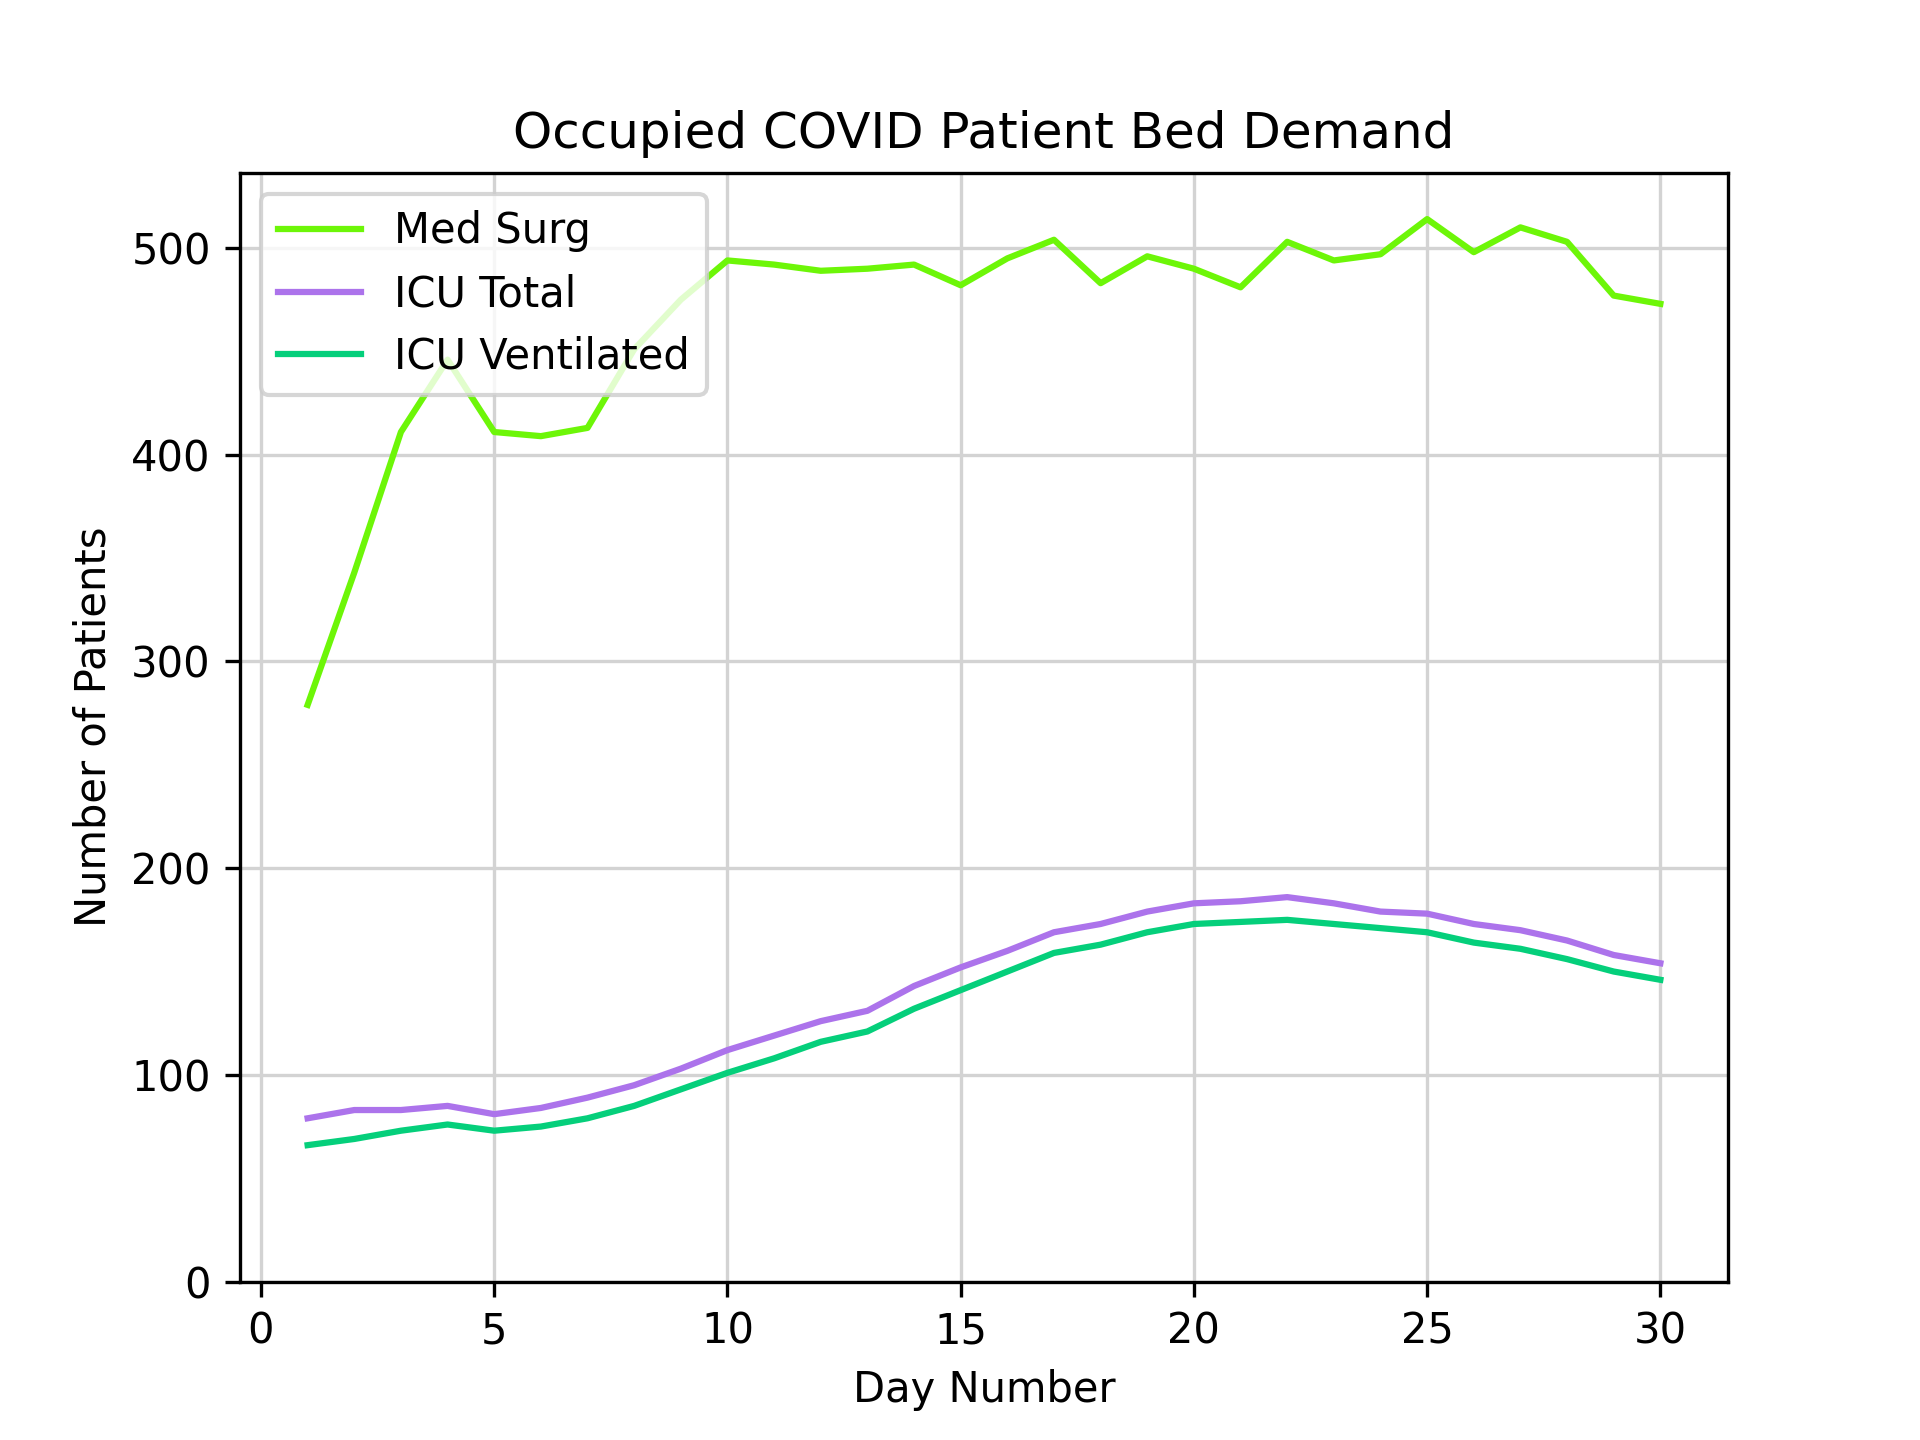 Occupied COVID Patient Bed Demand
Med Surg
ICU Total
ICU Ventilated
500
400
300
200
100
0
Number of Patients
0 5 10 15 20 25 30
Day Number